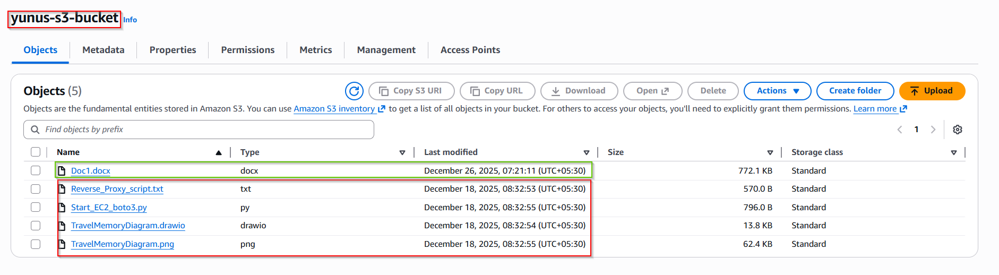 yunus-s3-bucket Info
Objects Metadata Properties Permissions Metrics Management Access Points
Objects (5) Copy S3 URI Copy URL Download Open Delete Actions Create folder Upload
Objects are the fundamental entities stored in Amazon S3. You can use Amazon S3 inventory to get a list of all objects in your bucket. For others to access your objects, you'll need to explicitly grant them permissions. Learn more
Find objects by prefix 1
Name Type Last modified Size Storage class
Doc1.docx docx December 26, 2025, 07:21:11 (UTC+05:30) 772.1 KB Standard
Reverse_Proxy_script.txt txt December 18, 2025, 08:32:53 (UTC+05:30) 570.0 B Standard
Start_EC2_boto3.py py December 18, 2025, 08:32:55 (UTC+05:30) 796.0 B Standard
TravelMemoryDiagram.drawio drawio December 18, 2025, 08:32:54 (UTC+05:30) 13.8 KB Standard
TravelMemoryDiagram.png png December 18, 2025, 08:32:55 (UTC+05:30) 62.4 KB Standard